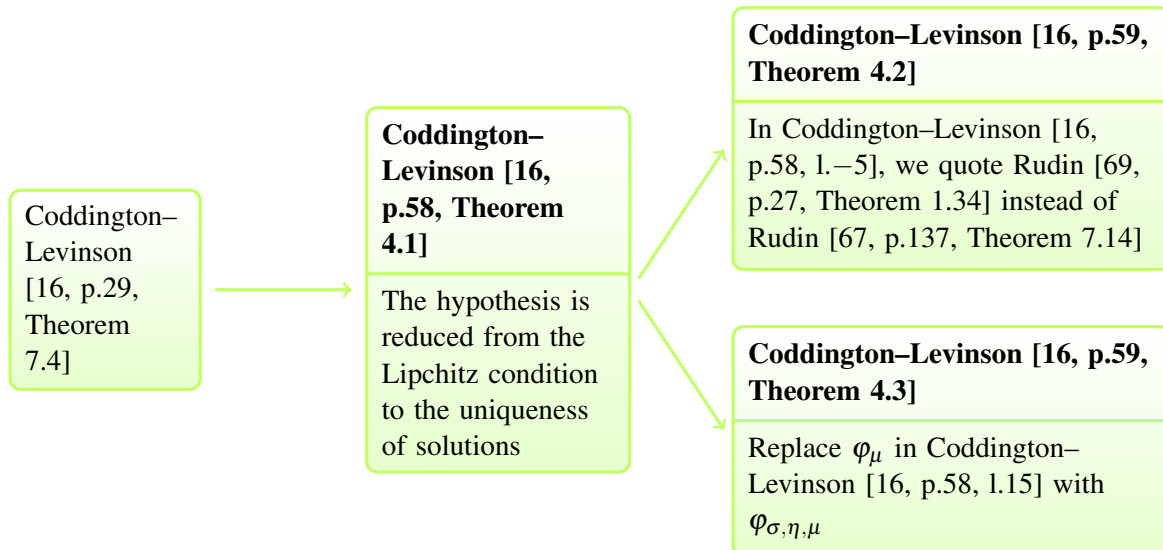 Coddington–
Levinson
[16, p.29,
Theorem
7.4]
Coddington–
Levinson [16,
p.58, Theorem
4.1]
The hypothesis is
reduced from the
Lipchitz condition
to the uniqueness
of solutions
Coddington–Levinson [16, p.59,
Theorem 4.2]
In Coddington–Levinson [16,
p.58, l.−5], we quote Rudin [69,
p.27, Theorem 1.34] instead of
Rudin [67, p.137, Theorem 7.14]
Coddington–Levinson [16, p.59,
Theorem 4.3]
Replace φμ in Coddington–
Levinson [16, p.58, l.15] with
φσ,η,μ